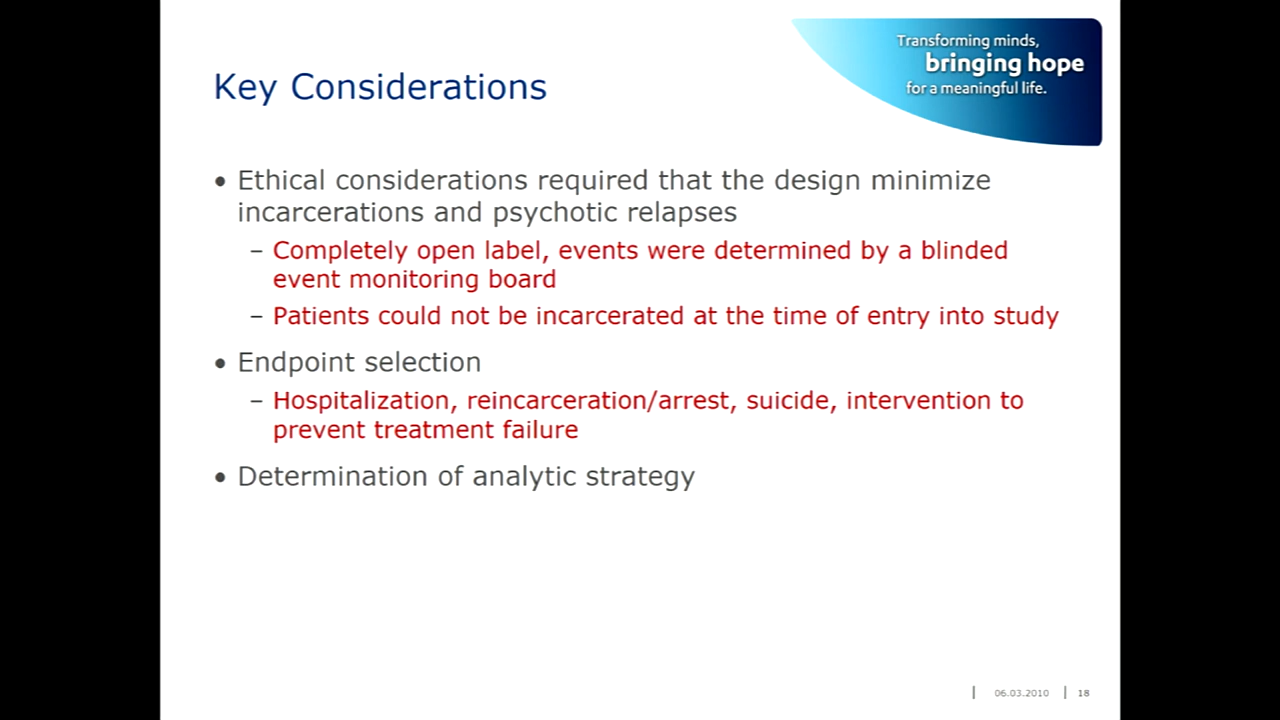 Transforming minds,
bringing hope
for a meaningful life.
Key Considerations
• Ethical considerations required that the design minimize
incarcerations and psychotic relapses
– Completely open label, events were determined by a blinded
event monitoring board
– Patients could not be incarcerated at the time of entry into study
• Endpoint selection
– Hospitalization, reincarceration/arrest, suicide, intervention to
prevent treatment failure
• Determination of analytic strategy
| 06.03.2010 | 18